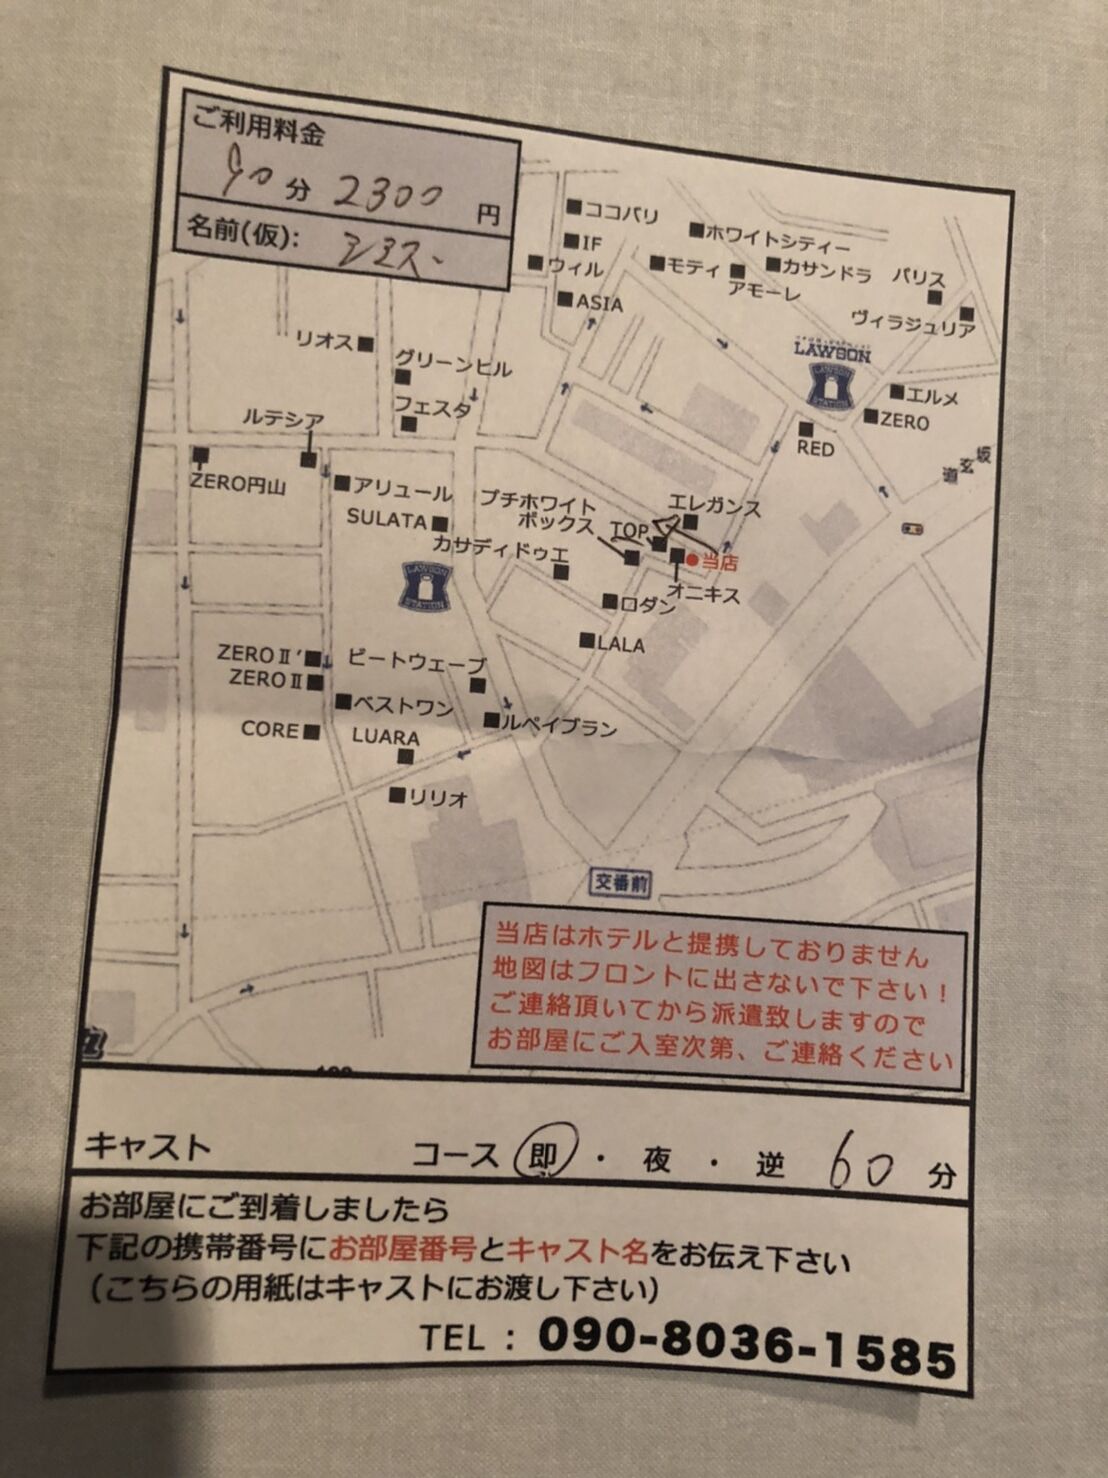 ご利用料金
90分 2300円
名前(仮):
ココバリ
ホワイトシティー
IF
ウィル
モティ
カサンドラ
パリス
アモーレ
ASIA
ヴィラジュリア
リオス
LAWSON
グリーンヒル
LAWSON
STATION
エルメ
フェスタ
ZERO
ルテシア
RED
道玄坂
ZERO円山
アリュール
プチホワイト
ボックス
エレガンス
SULATA
TOP
カサディドゥエ
当店
LAWSON
STATION
オニキス
ロダン
LALA
ZEROⅡ’
ビートウェーブ
ZEROⅡ
ベストワン
ルペイブラン
CORE
LUARA
リリオ
交番前
当店はホテルと提携しておりません
地図はフロントに出さないで下さい！
ご連絡頂いてから派遣致しますので
お部屋にご入室次第、ご連絡ください
キャスト コース 即・夜・逆 60分
お部屋にご到着しましたら
下記の携帯番号にお部屋番号とキャスト名をお伝え下さい
（こちらの用紙はキャストにお渡し下さい）
TEL：090-8036-1585